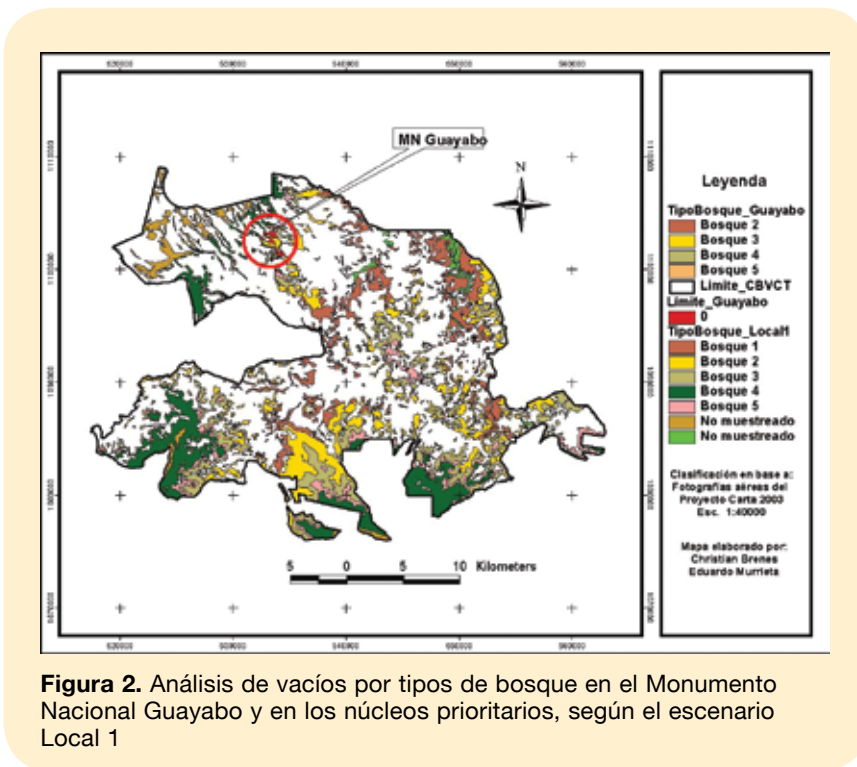 MN Guayabo
N
Leyenda
TipoBosque_Guayabo
Bosque 2
Bosque 3
Bosque 4
Bosque 5
Limite_CBVCT
Limite_Guayabo
0
TipoBosque_Local1
Bosque 1
Bosque 2
Bosque 3
Bosque 4
Bosque 5
No muestreado
No muestreado
Clasificación en base a:
Fotografías aéreas del
Proyecto Carta 2003
Esc. 1:40000
Mapa elaborado por:
Christian Brenes
Eduardo Murrieta
5 0 5 10 Kilometers
Figura 2. Análisis de vacíos por tipos de bosque en el Monumento
Nacional Guayabo y en los núcleos prioritarios, según el escenario
Local 1